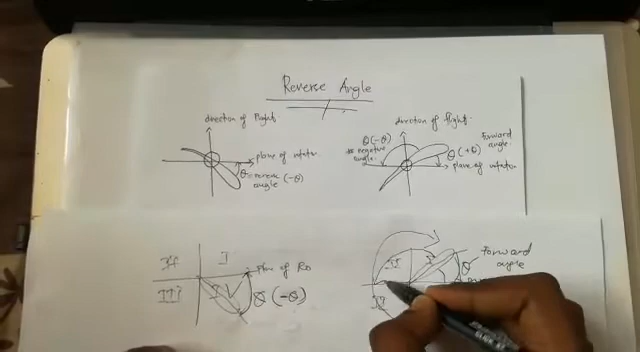 Reverse Angle
direction of flight
plane of rotation
θ = reverse
angle (-θ)
direction of flight
θ(-θ)
negative
angle
Forward
angle
θ(+θ)
plane of rotation
II I
III IV
plane of Ro
θ (-θ)
II
Forward
angle
θ